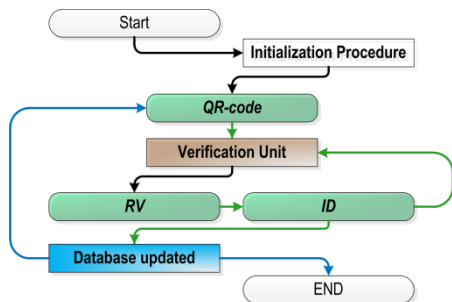 Start
Initialization Procedure
QR-code
Verification Unit
RV
ID
Database updated
END